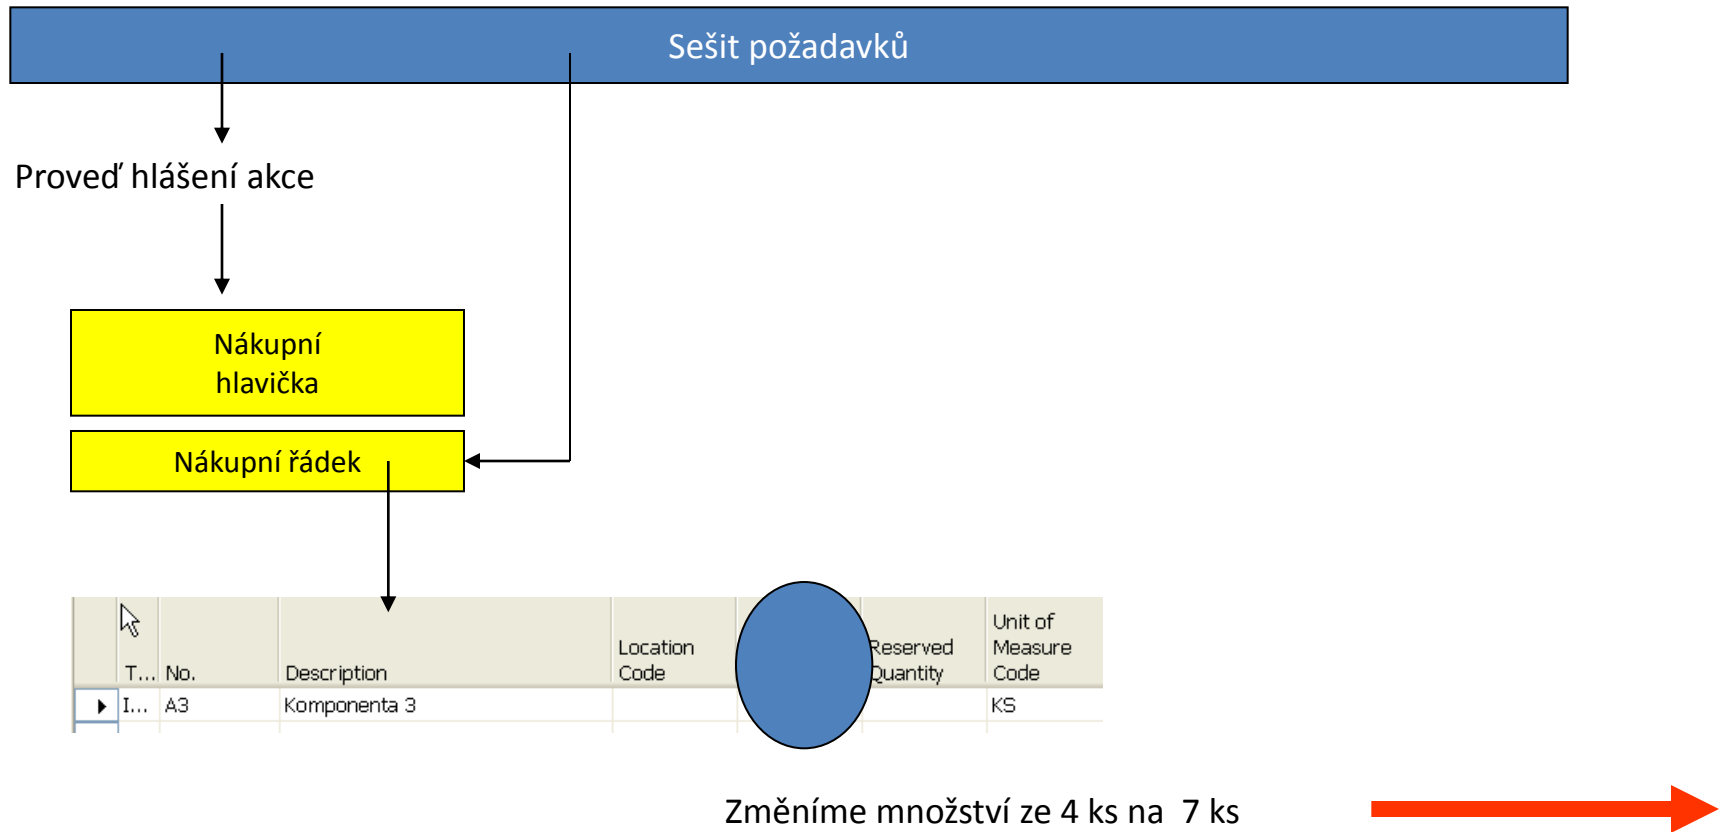 Sešit požadavků
Proveď hlášení akce
Nákupní
hlavička
Nákupní řádek
T... No. Description Location Code Reserved Quantity Unit of Measure Code
I... A3 Komponenta 3 KS
Změníme množství ze 4 ks na 7 ks